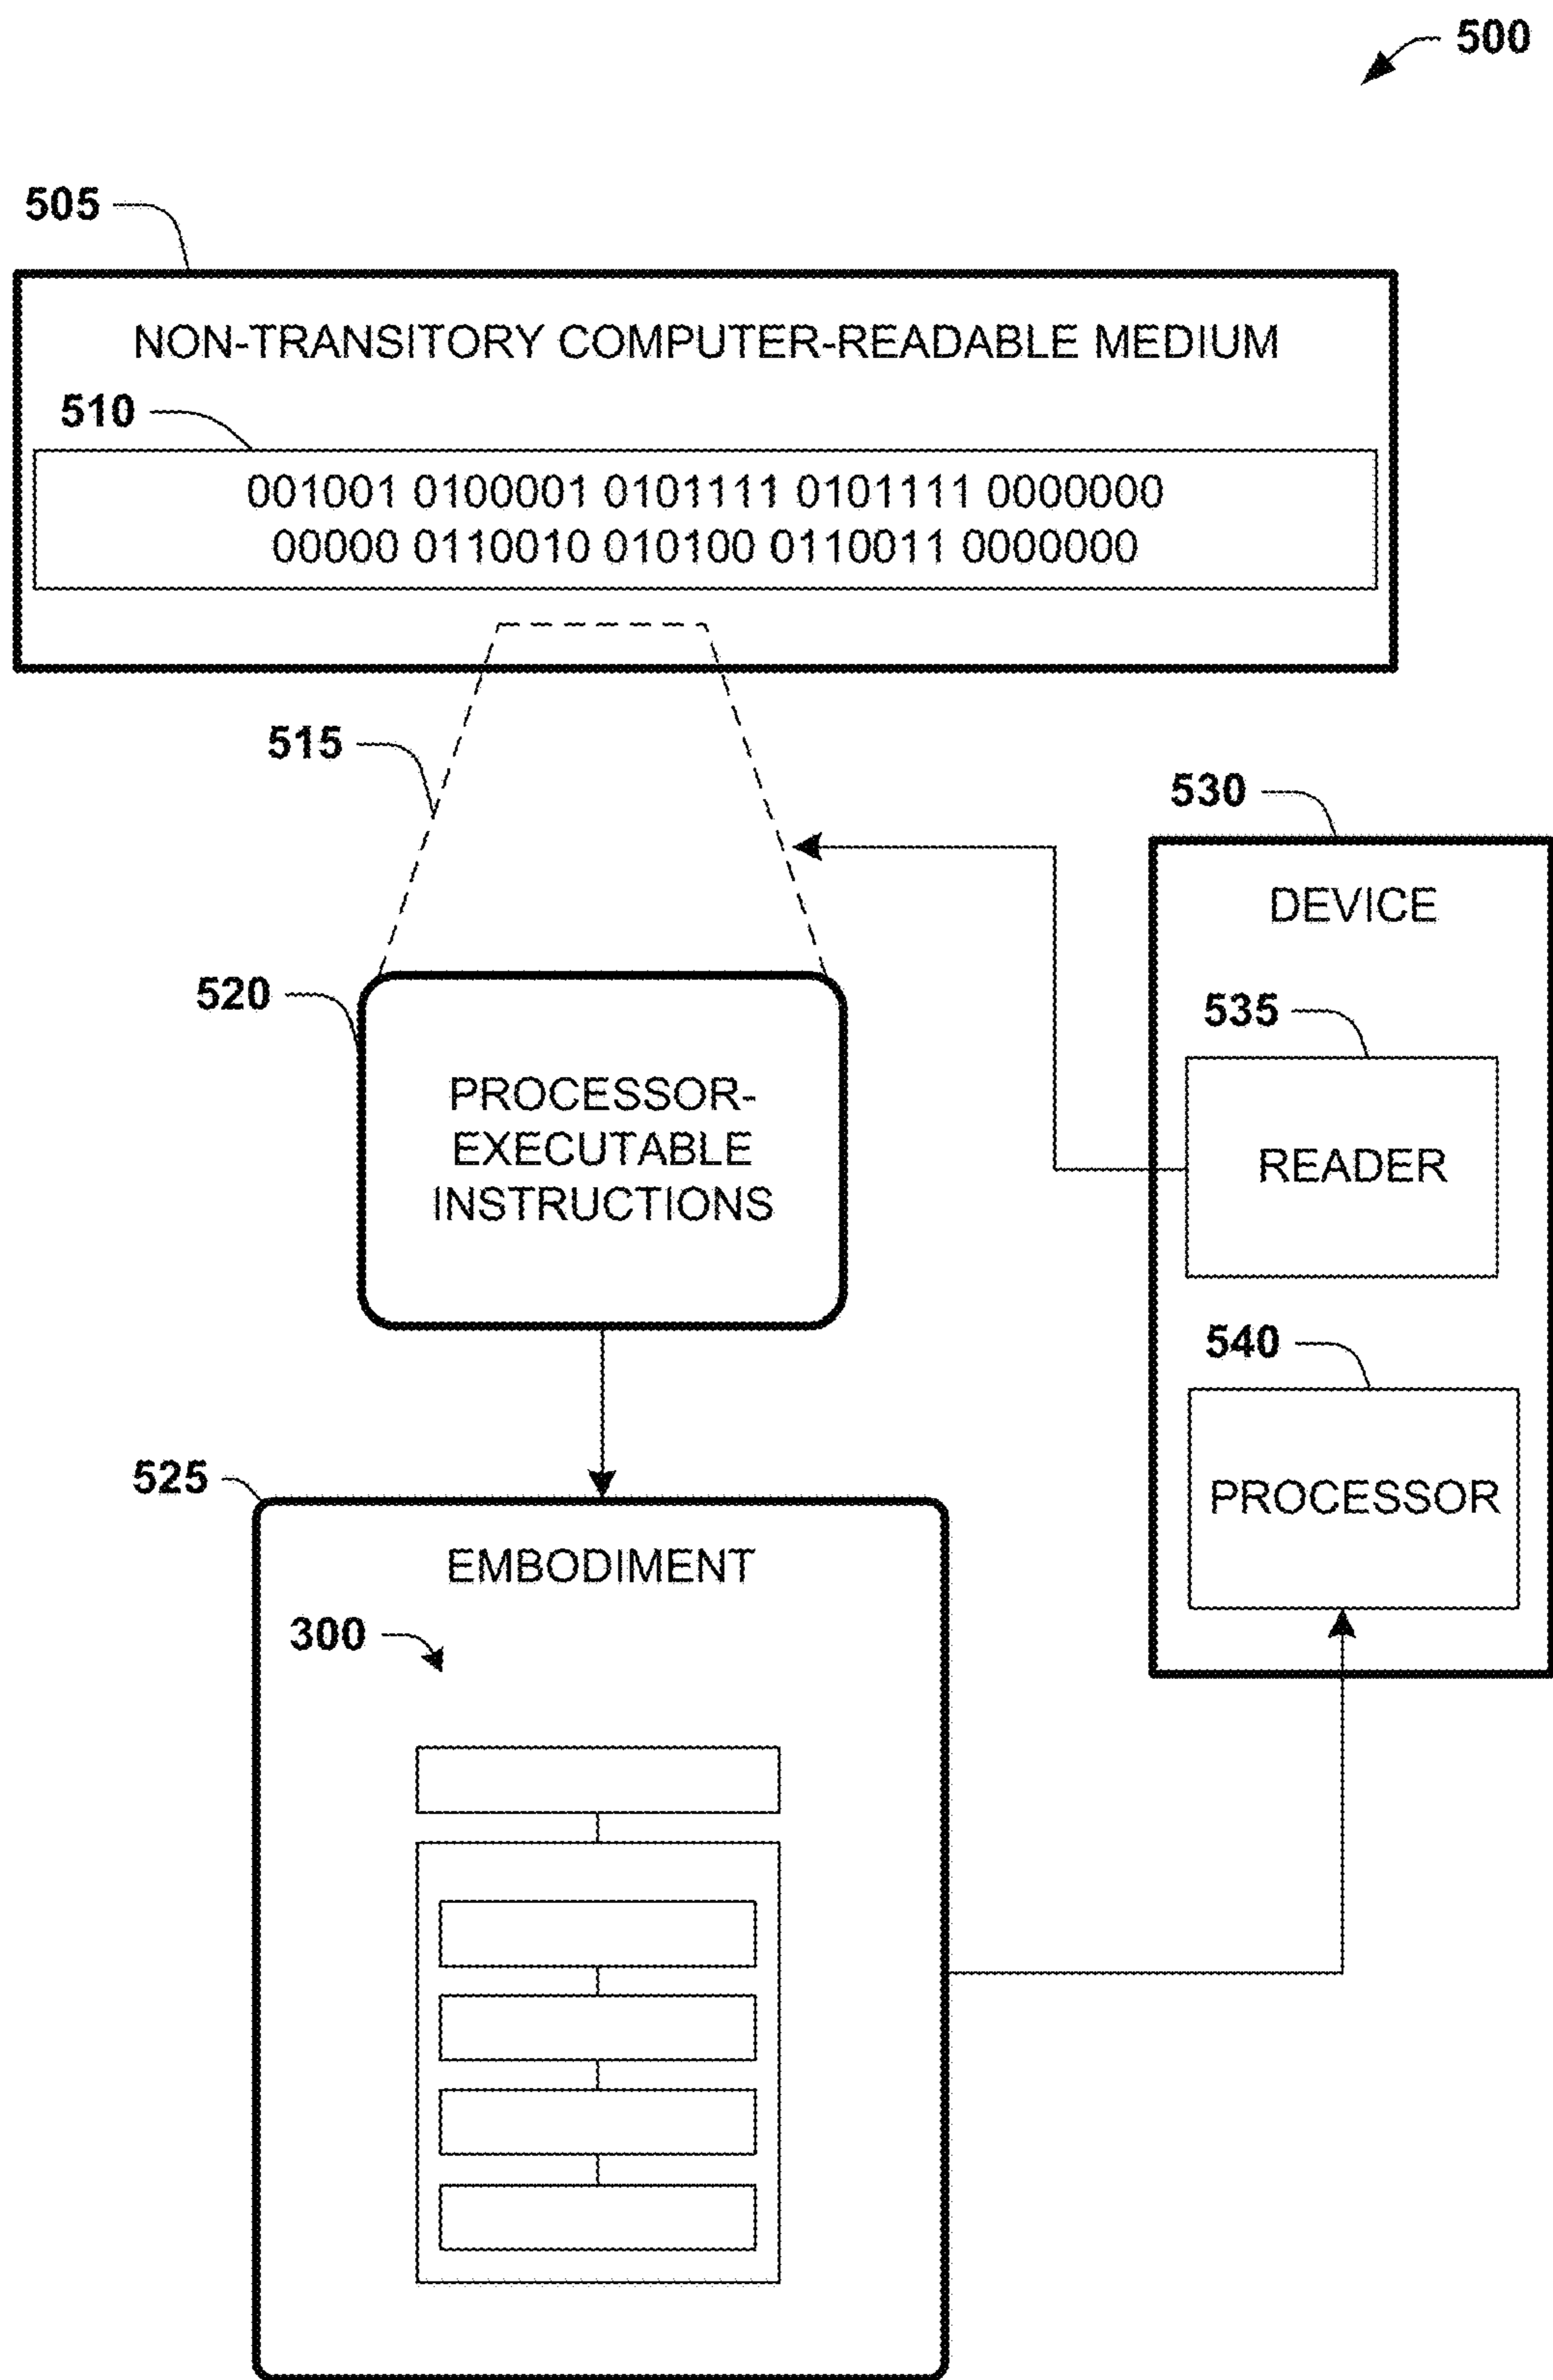 500
505
NON-TRANSITORY COMPUTER-READABLE MEDIUM
510
001001 0100001 0101111 0101111 0000000
00000 0110010 010100 0110011 0000000
515
530
DEVICE
520
535
PROCESSOR-
EXECUTABLE
INSTRUCTIONS
READER
540
525
PROCESSOR
EMBODIMENT
300